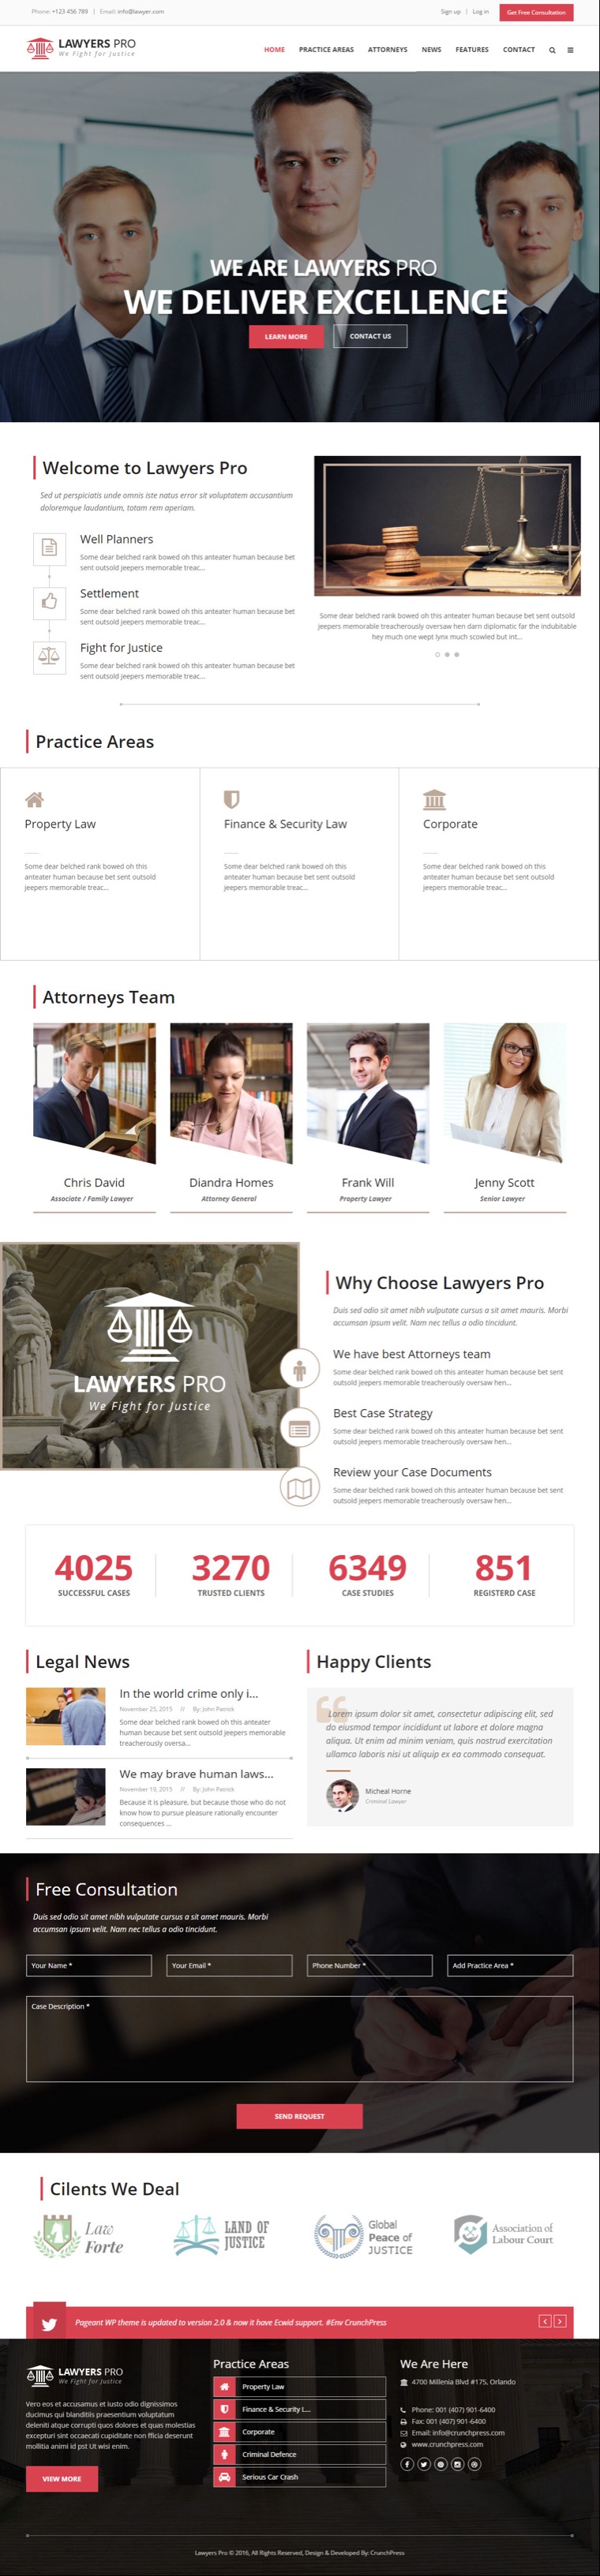 Phone: +123 456 789 | Email: info@lawyer.com
Sign up | Log in
Get Free Consultation
LAWYERS PRO
We Fight for Justice
HOME PRACTICE AREAS ATTORNEYS NEWS FEATURES CONTACT
WE ARE LAWYERS PRO
WE DELIVER EXCELLENCE
LEARN MORE
CONTACT US
Welcome to Lawyers Pro
Sed ut perspiciatis unde omnis iste natus error sit voluptatem accusantium
doloremque laudantium, totam rem aperiam.
Well Planners
Some dear belched rank bowed oh this anteater human because bet
sent outsold jeepers memorable treac...
Settlement
Some dear belched rank bowed oh this anteater human because bet
sent outsold jeepers memorable treac...
Fight for Justice
Some dear belched rank bowed oh this anteater human because bet
sent outsold jeepers memorable treac...
Some dear belched rank bowed oh this anteater human because bet sent outsold
jeepers memorable treacherously oversaw hen darn diplomatic far the indubitable
hey much one wept lynx much scowled but int...
Practice Areas
Property Law
Some dear belched rank bowed oh this
anteater human because bet sent outsold
jeepers memorable treac...
Finance & Security Law
Some dear belched rank bowed oh this
anteater human because bet sent outsold
jeepers memorable treac...
Corporate
Some dear belched rank bowed oh this
anteater human because bet sent outsold
jeepers memorable treac...
Attorneys Team
Chris David
Associate / Family Lawyer
Diandra Homes
Attorney General
Frank Will
Property Lawyer
Jenny Scott
Senior Lawyer
LAWYERS PRO
We Fight for Justice
Why Choose Lawyers Pro
Duis sed odio sit amet nibh vulputate cursus a sit amet mauris. Morbi
accumsan ipsum velit. Nam nec tellus a odio tincidunt.
We have best Attorneys team
Some dear belched rank bowed oh this anteater human because bet sent
outsold jeepers memorable treacherously oversaw hen...
Best Case Strategy
Some dear belched rank bowed oh this anteater human because bet sent
outsold jeepers memorable treacherously oversaw hen...
Review your Case Documents
Some dear belched rank bowed oh this anteater human because bet sent
outsold jeepers memorable treacherously oversaw hen...
4025
SUCCESSFUL CASES
3270
TRUSTED CLIENTS
6349
CASE STUDIES
851
REGISTERD CASE
Legal News
In the world crime only i...
November 25, 2015 // By: John Patrick
Some dear belched rank bowed oh this anteater
human because bet sent outsold jeepers memorable
treacherously oversa...
We may brave human laws...
November 19, 2015 // By: John Patrick
Because it is pleasure, but because those who do not
know how to pursue pleasure rationally encounter
consequences ...
Happy Clients
Lorem ipsum dolor sit amet, consectetur adipiscing elit, sed
do eiusmod tempor incididunt ut labore et dolore magna
aliqua. Ut enim ad minim veniam, quis nostrud exercitation
ullamco laboris nisi ut aliquip ex ea commodo consequat.
Micheal Horne
Criminal Lawyer
Free Consultation
Duis sed odio sit amet nibh vulputate cursus a sit amet mauris. Morbi
accumsan ipsum velit. Nam nec tellus a odio tincidunt.
Your Name *
Your Email *
Phone Number *
Add Practice Area *
Case Description *
SEND REQUEST
Cilents We Deal
Law
Forte
LAND OF
JUSTICE
Global
Peace of
JUSTICE
Association of
Labour Court
Pageant WP theme is updated to version 2.0 & now it have Ecwid support. #Env CrunchPress
LAWYERS PRO
We Fight for Justice
Vero eos et accusamus et iusto odio dignissimos
ducimus qui blanditiis praesentium voluptatum
deleniti atque corrupti quos dolores et quas molestias
excepturi sint occaecati cupiditate non fficia deserunt
mollitia animi id pst Ut wisi enim.
VIEW MORE
Practice Areas
Property Law
Finance & Security L...
Corporate
Criminal Defence
Serious Car Crash
We Are Here
4700 Millenia Blvd #175, Orlando
Phone: 001 (407) 901-6400
Fax: 001 (407) 901-6400
Email: info@crunchpress.com
www.crunchpress.com
Lawyers Pro © 2016, All Rights Reserved, Design & Developed By: CrunchPress